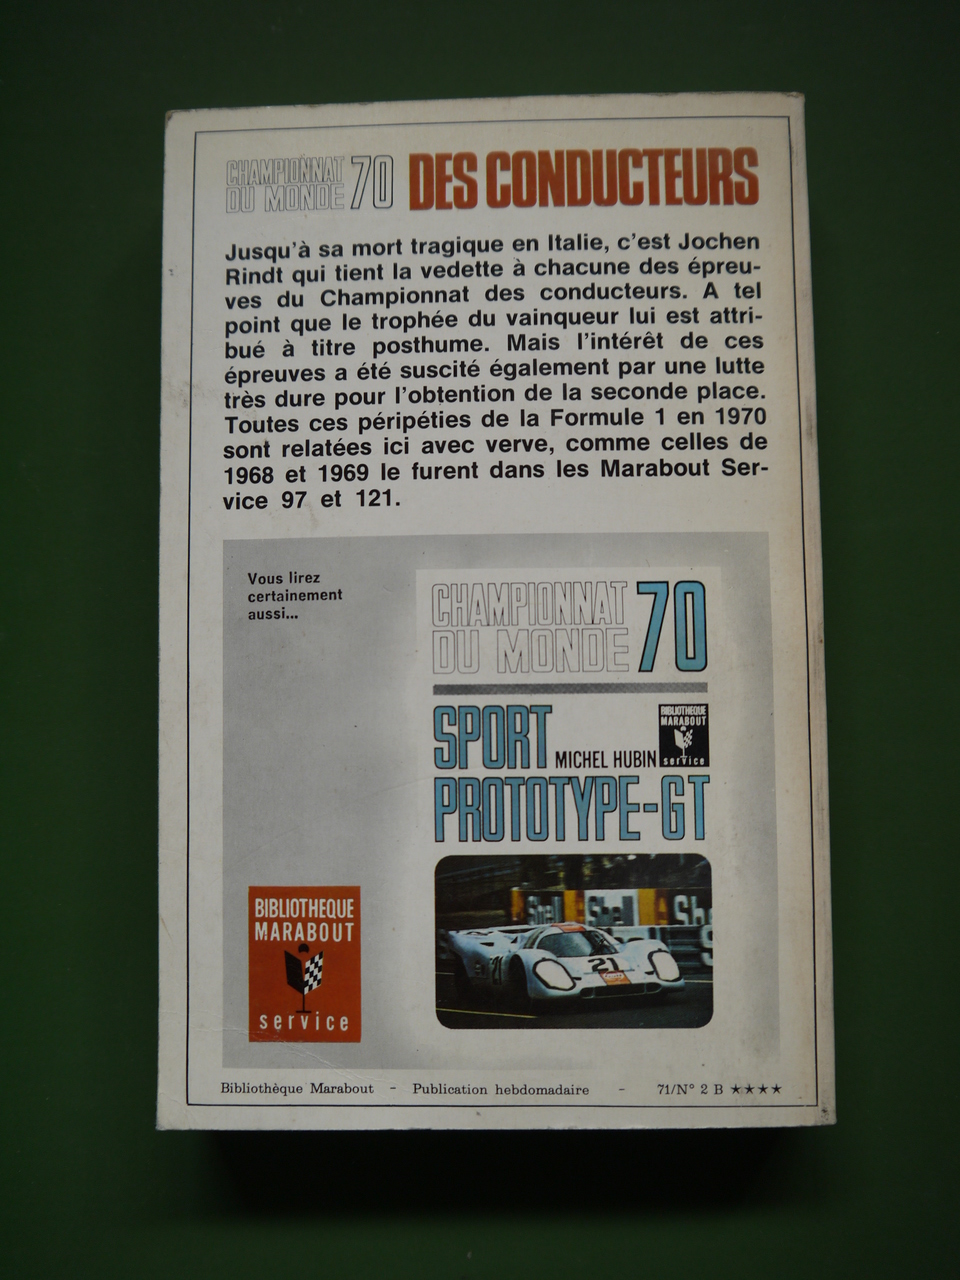 CHAMPIONNAT
DU MONDE 70 DES CONDUCTEURS
Jusqu'à sa mort tragique en Italie, c'est Jochen
Rindt qui tient la vedette à chacune des épreu-
ves du Championnat des conducteurs. A tel
point que le trophée du vainqueur lui est attri-
bué à titre posthume. Mais l'intérêt de ces
épreuves a été suscité également par une lutte
très dure pour l'obtention de la seconde place.
Toutes ces péripéties de la Formule 1 en 1970
sont relatées ici avec verve, comme celles de
1968 et 1969 le furent dans les Marabout Ser-
vice 97 et 121.
Vous lirez
certainement
aussi...
CHAMPIONNAT
DU MONDE 70
SPORT
MICHEL HUBIN
BIBLIOTHEQUE
MARABOUT
service
PROTOTYPE-GT
Shell
Shell
Sh
21
21
BIBLIOTHEQUE
MARABOUT
service
Bibliothèque Marabout - Publication hebdomadaire - 71/N° 2 B ★★★★